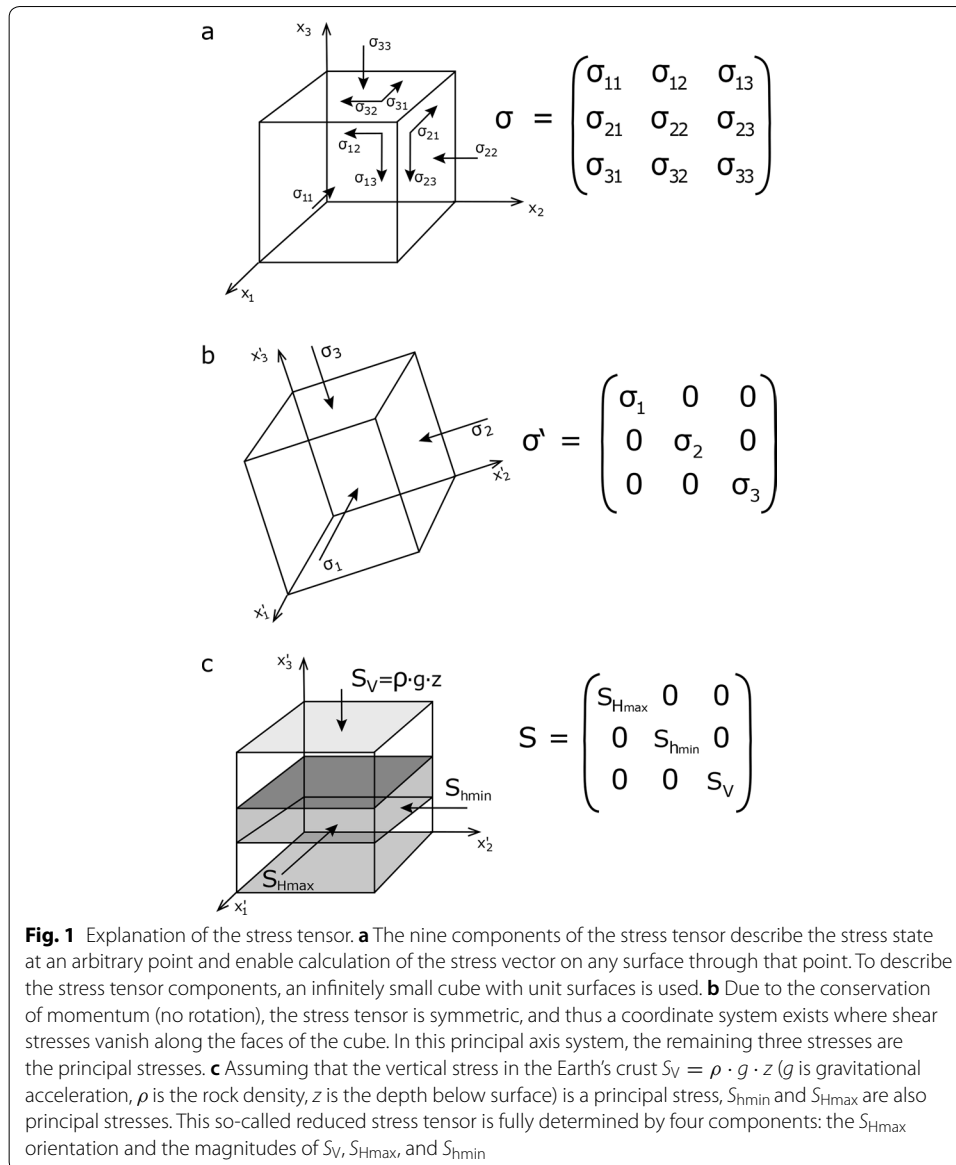 a
x3
σ33
σ32
σ31
σ12
σ21
σ22
σ13
σ23
σ11
x2
x1
σ =
σ11 σ12 σ13
σ21 σ22 σ23
σ31 σ32 σ33
b
x'3
σ3
σ2
x'2
σ1
x'1
σ' =
σ1 0 0
0 σ2 0
0 0 σ3
c
x'3
SV=ρ·g·z
Shmin
x'2
SHmax
x'1
S =
SHmax 0 0
0 Shmin 0
0 0 SV
Fig. 1 Explanation of the stress tensor. a The nine components of the stress tensor describe the stress state
at an arbitrary point and enable calculation of the stress vector on any surface through that point. To describe
the stress tensor components, an infinitely small cube with unit surfaces is used. b Due to the conservation
of momentum (no rotation), the stress tensor is symmetric, and thus a coordinate system exists where shear
stresses vanish along the faces of the cube. In this principal axis system, the remaining three stresses are
the principal stresses. c Assuming that the vertical stress in the Earth's crust SV = ρ · g · z (g is gravitational
acceleration, ρ is the rock density, z is the depth below surface) is a principal stress, Shmin and SHmax are also
principal stresses. This so-called reduced stress tensor is fully determined by four components: the SHmax
orientation and the magnitudes of SV, SHmax, and Shmin